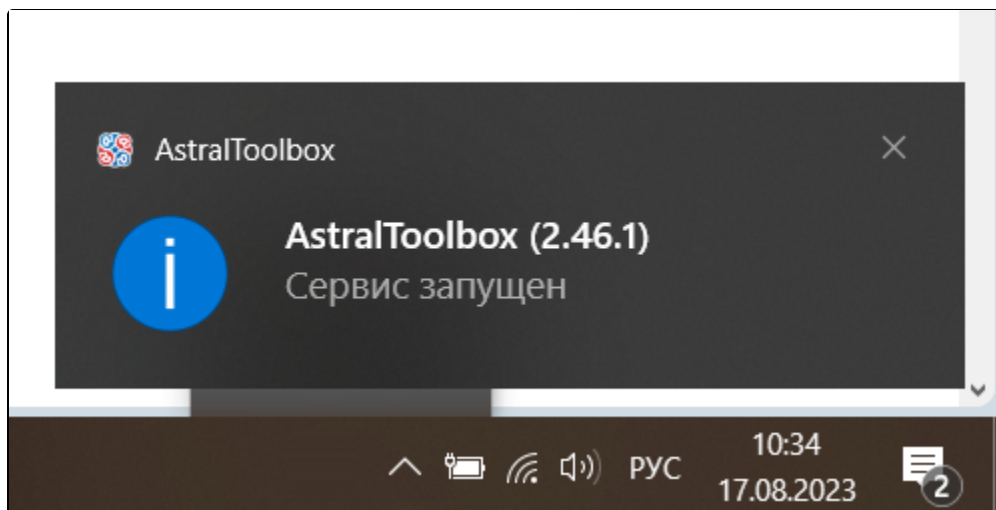 AstralToolbox
AstralToolbox (2.46.1)
Сервис запущен
РУС
10:34
17.08.2023
2